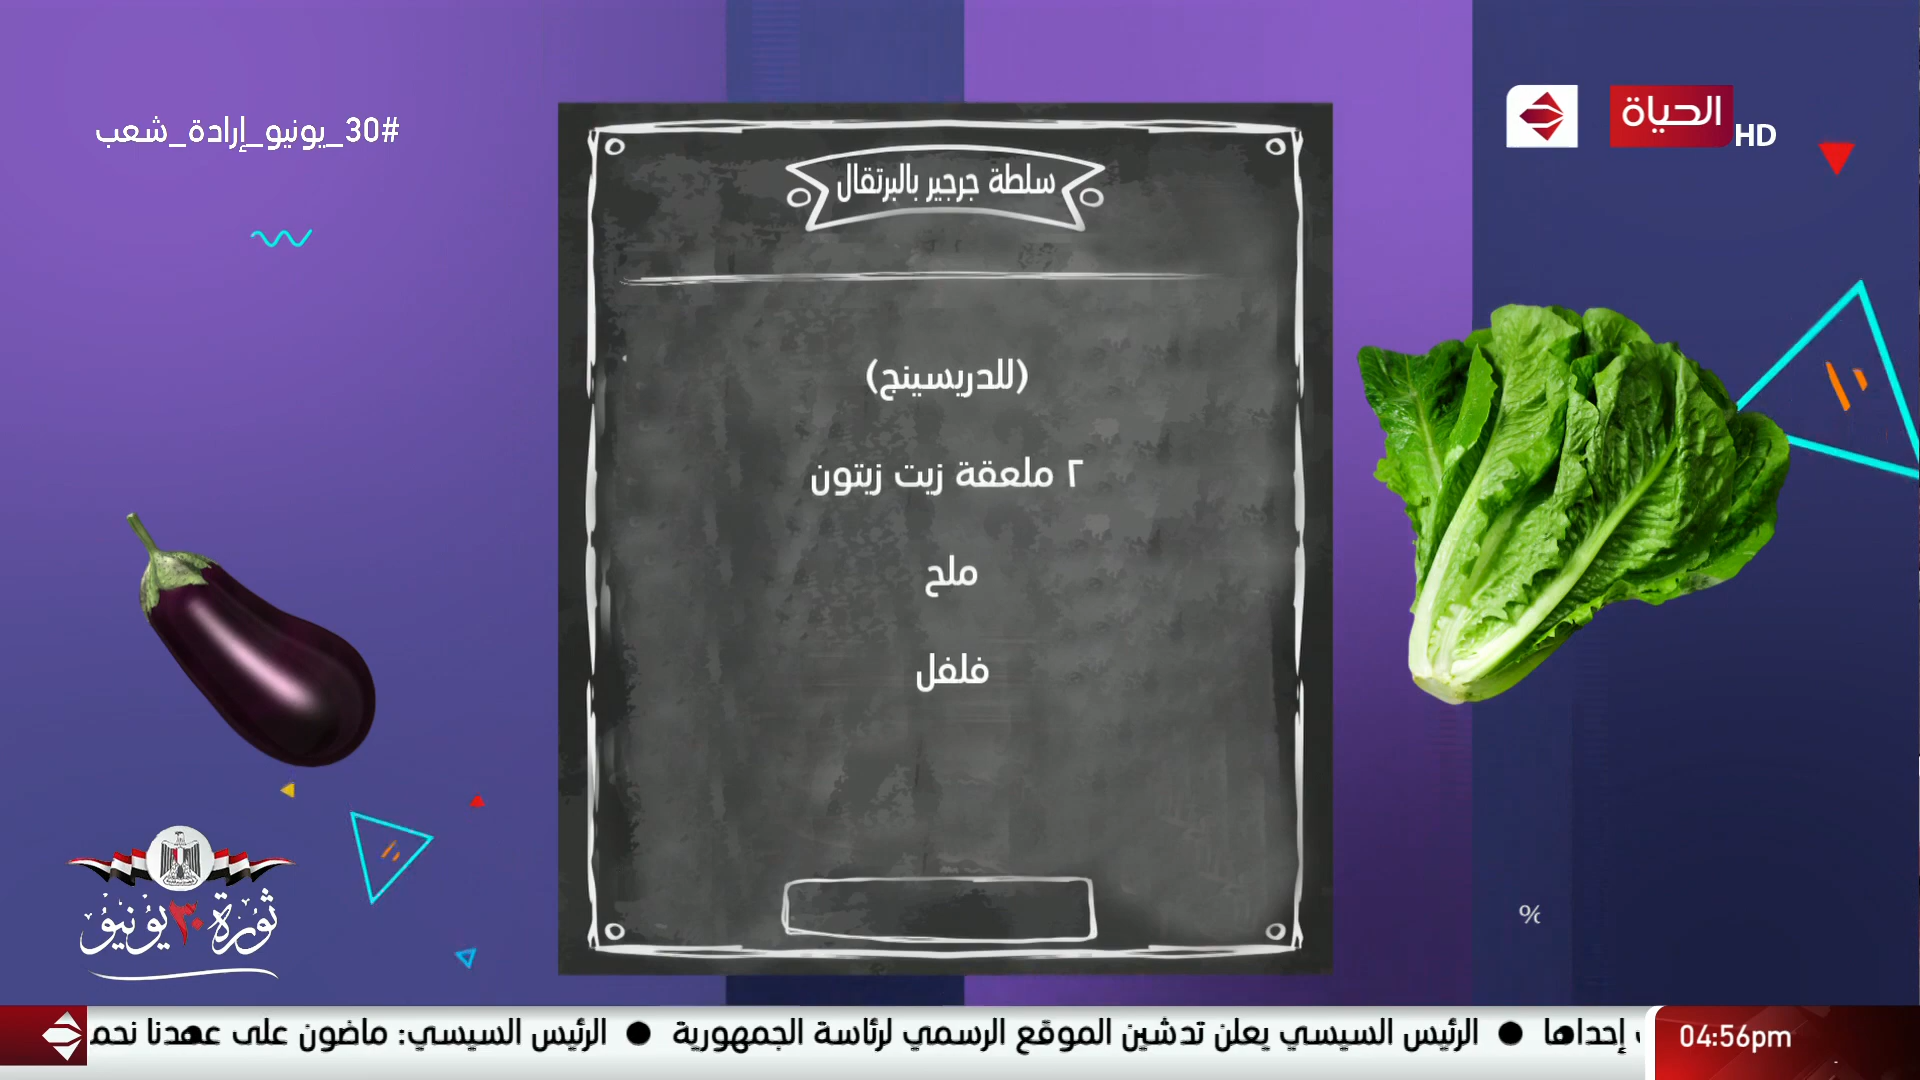 #30_يونيو_إرادة_شعب
الحياة
HD
سلطة جرجير بالبرتقال
(للدريسينج)
٢ ملعقة زيت زيتون
ملح
فلفل
ثورة ٣٠ يونيو
%
إحداها ● الرئيس السيسي يعلن تدشين الموقع الرسمي لرئاسة الجمهورية ● الرئيس السيسي: ماضون على عهدنا
04:56pm